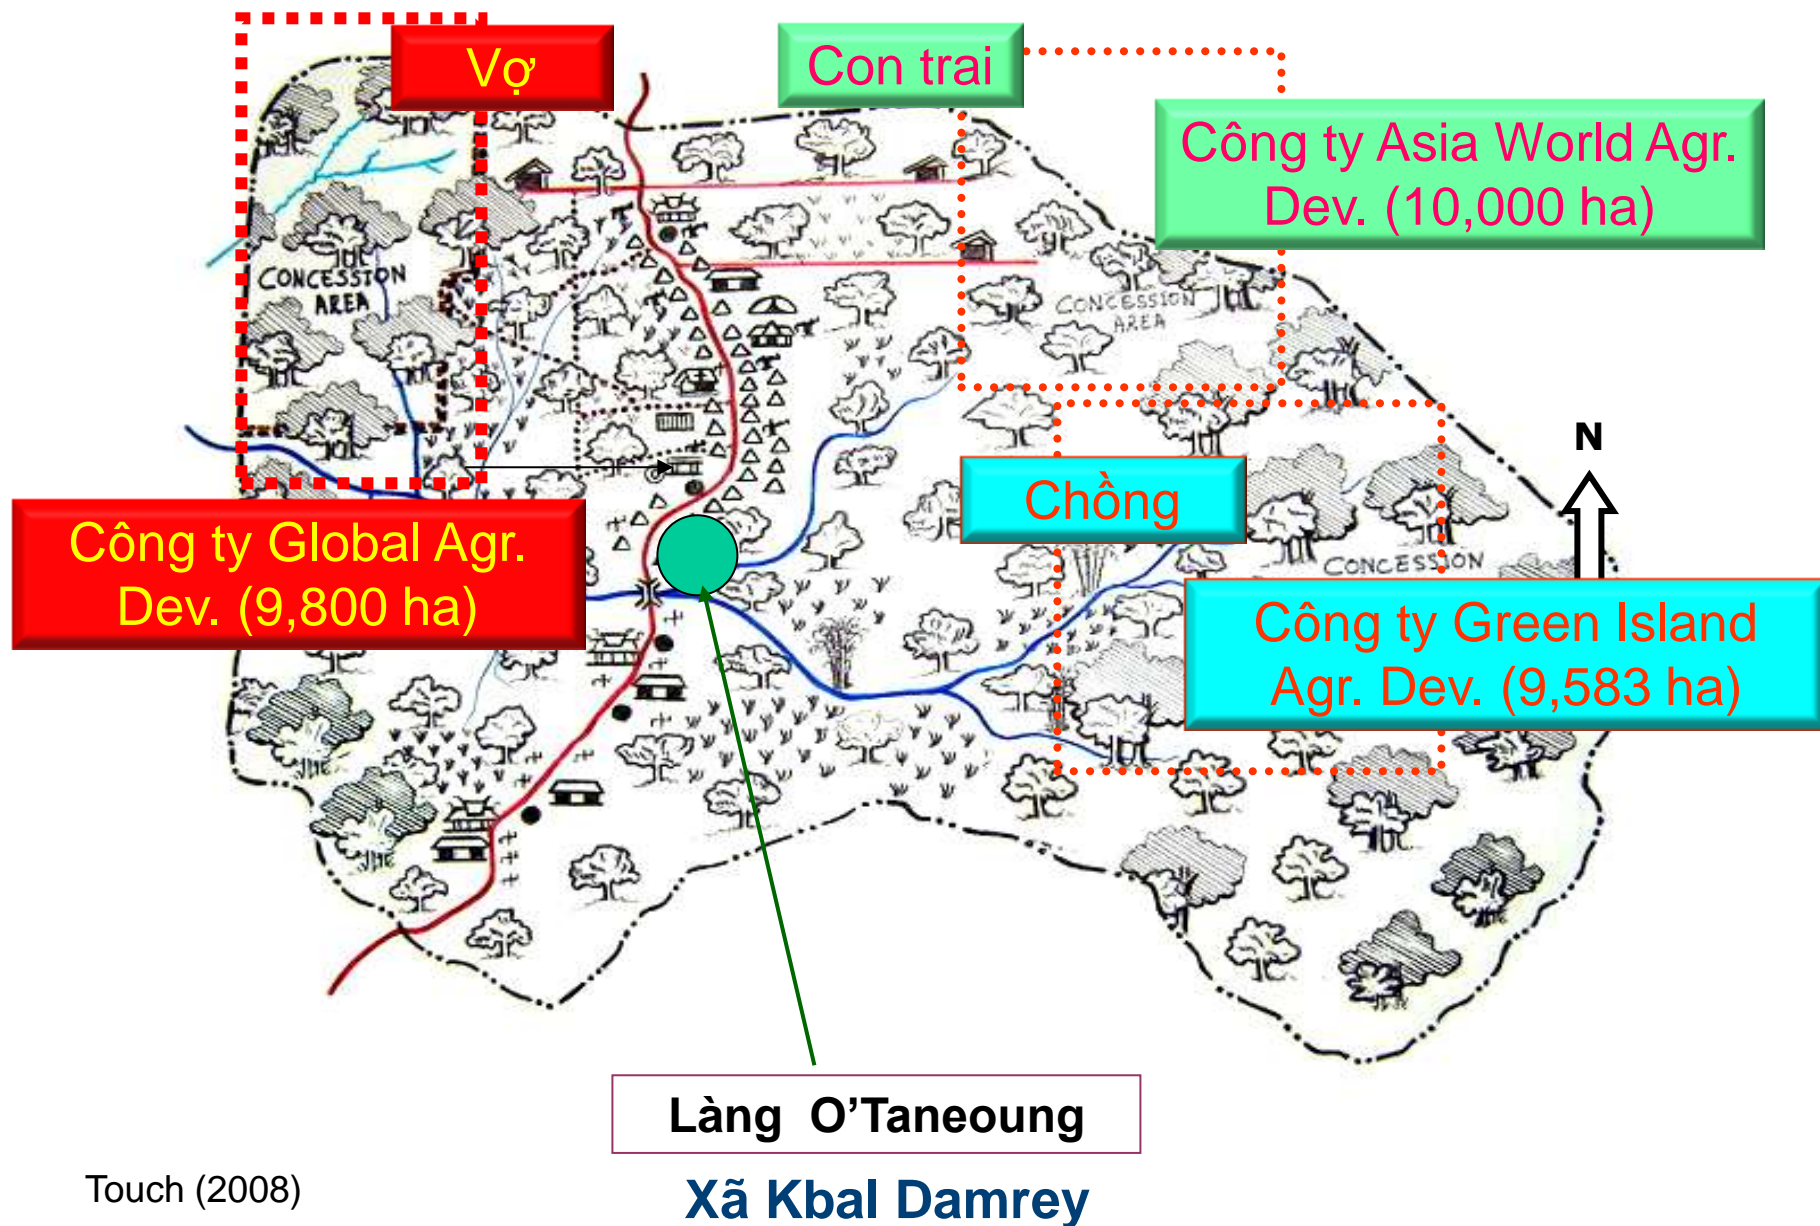 Vợ
Con trai
Công ty Asia World Agr.
Dev. (10,000 ha)
CONCESSION
AREA
CONCESSION
AREA
N
Chồng
Công ty Global Agr.
Dev. (9,800 ha)
CONCESSION
Công ty Green Island
Agr. Dev. (9,583 ha)
Làng O’Taneoung
Touch (2008)
Xã Kbal Damrey